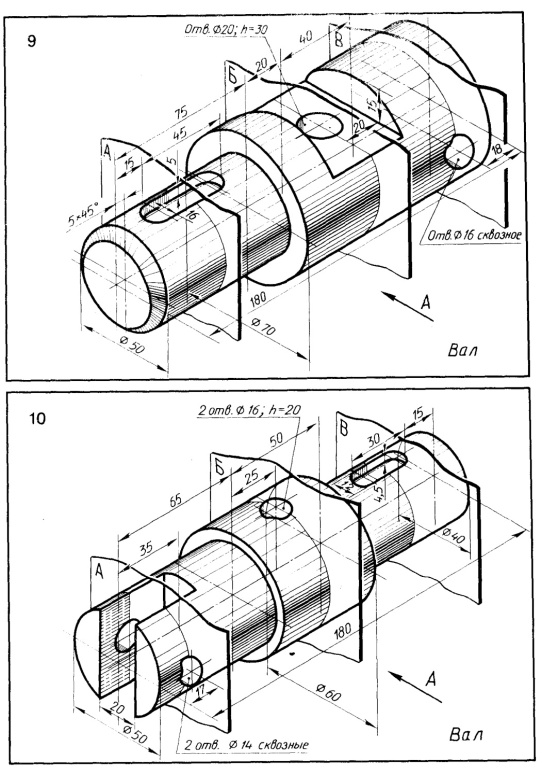 9
Отв. Ø20; h=30
40
В
20
Б
75
45
15
20
А
15
5
16
5×45°
18
Отв. Ø16 сквозное
180
Ø70
Ø50
А
Вал
10
2 отв. Ø16; h=20
50
В
15
30
Б
25
65
4,5
35
Ø40
А
180
А
17
Ø60
20
Ø50
2 отв. Ø14 сквозные
Вал